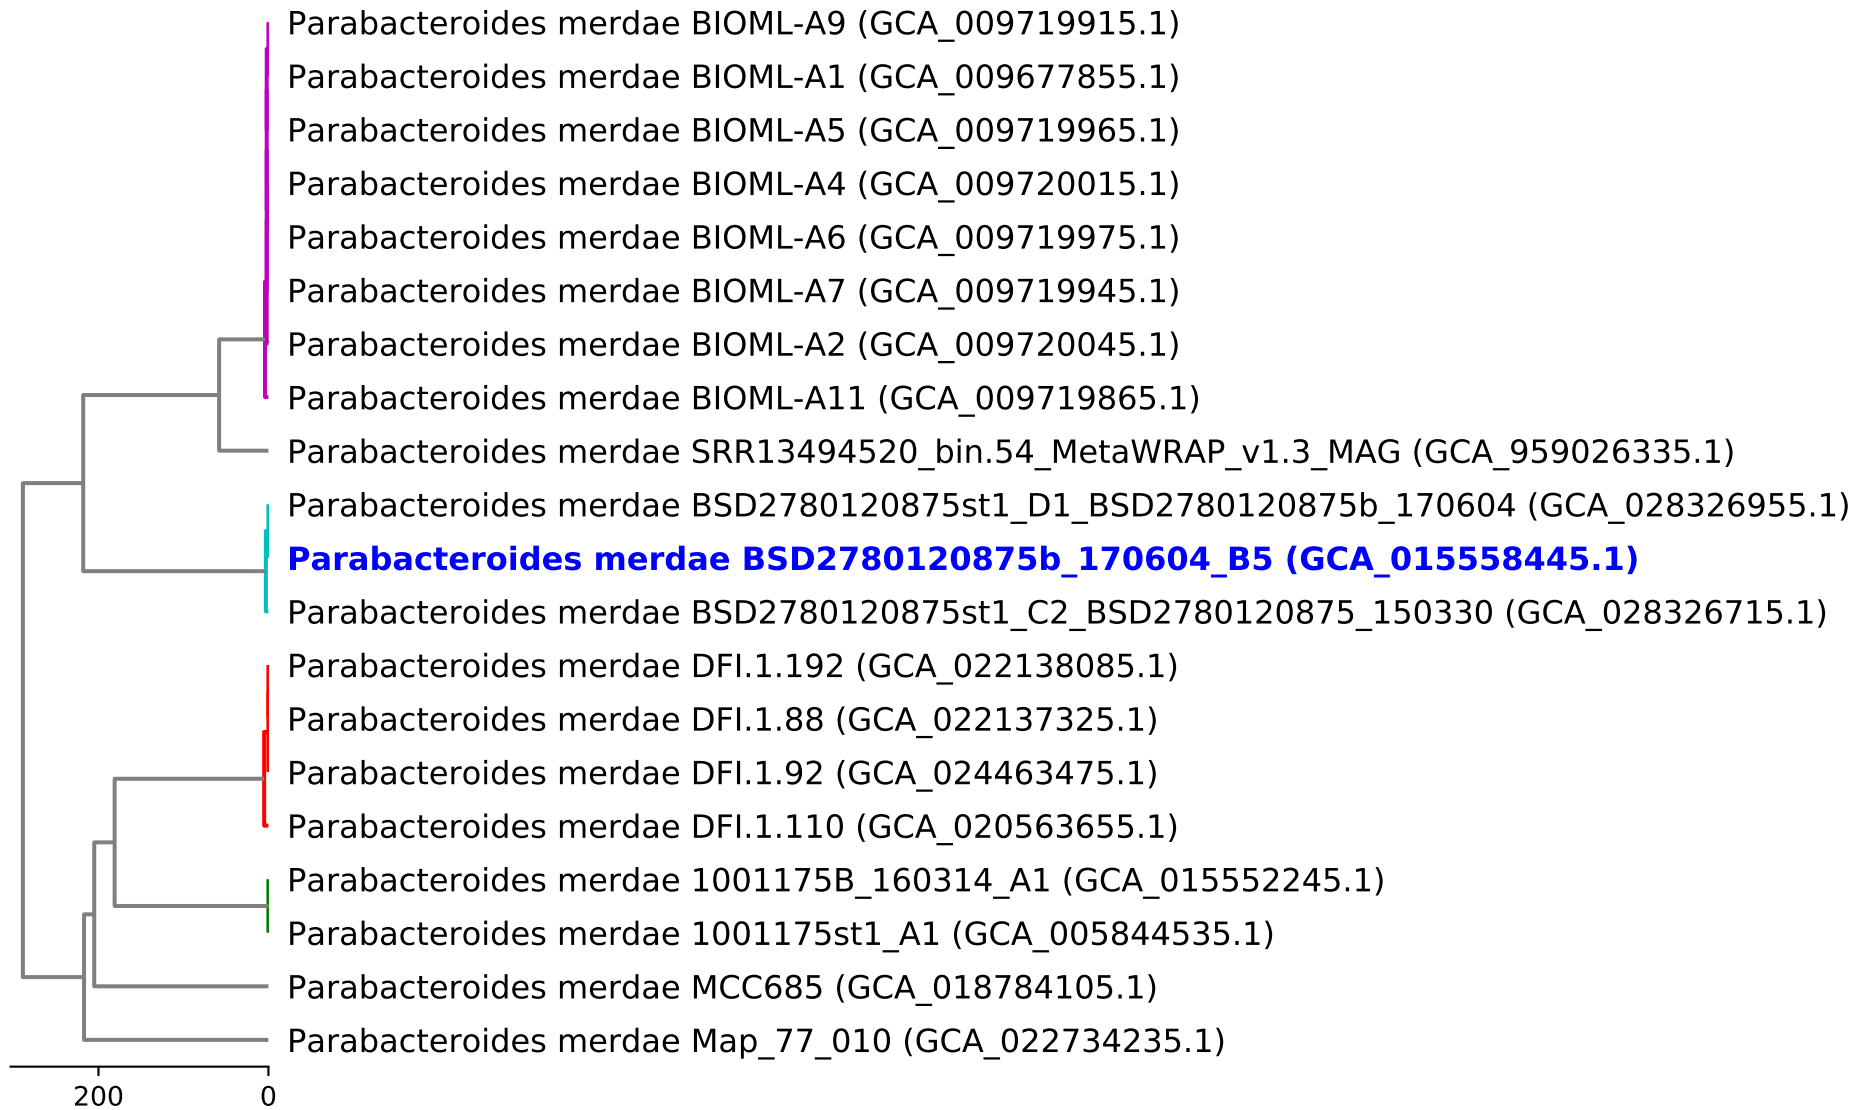 Parabacteroides merdae BIOML-A9 (GCA_009719915.1)
Parabacteroides merdae BIOML-A1 (GCA_009677855.1)
Parabacteroides merdae BIOML-A5 (GCA_009719965.1)
Parabacteroides merdae BIOML-A4 (GCA_009720015.1)
Parabacteroides merdae BIOML-A6 (GCA_009719975.1)
Parabacteroides merdae BIOML-A7 (GCA_009719945.1)
Parabacteroides merdae BIOML-A2 (GCA_009720045.1)
Parabacteroides merdae BIOML-A11 (GCA_009719865.1)
Parabacteroides merdae SRR13494520_bin.54_MetaWRAP_v1.3_MAG (GCA_959026335.1)
Parabacteroides merdae BSD2780120875st1_D1_BSD2780120875b_170604 (GCA_028326955.1)
Parabacteroides merdae BSD2780120875b_170604_B5 (GCA_015558445.1)
Parabacteroides merdae BSD2780120875st1_C2_BSD2780120875_150330 (GCA_028326715.1)
Parabacteroides merdae DFI.1.192 (GCA_022138085.1)
Parabacteroides merdae DFI.1.88 (GCA_022137325.1)
Parabacteroides merdae DFI.1.92 (GCA_024463475.1)
Parabacteroides merdae DFI.1.110 (GCA_020563655.1)
Parabacteroides merdae 1001175B_160314_A1 (GCA_015552245.1)
Parabacteroides merdae 1001175st1_A1 (GCA_005844535.1)
Parabacteroides merdae MCC685 (GCA_018784105.1)
Parabacteroides merdae Map_77_010 (GCA_022734235.1)
200 0